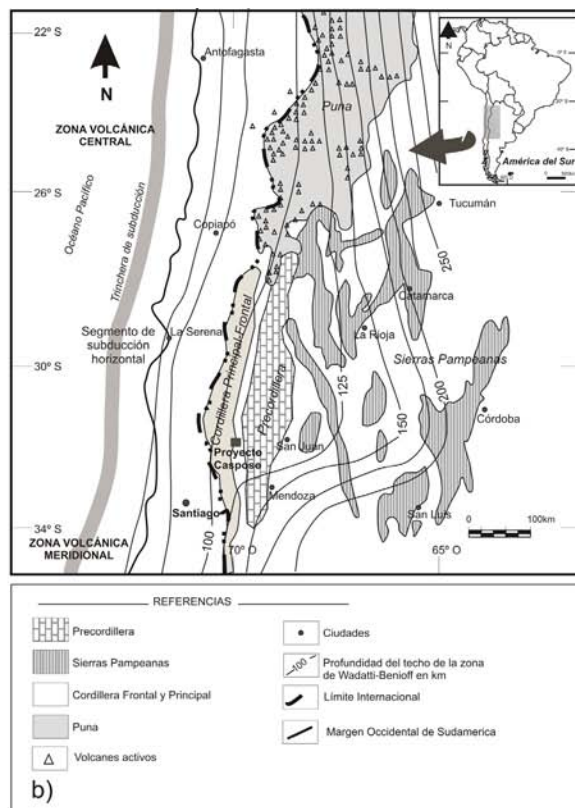 b)
22° S
26° S
30° S
34° S
N
Antofagasta
ZONA VOLCÁNICA
CENTRAL
Océano Pacífico
Trinchera de subducción
Copiapó
Puna
Segmento de
subducción
horizontal
La Serena
Cordillera Principal-Frontal
Precordillera
Proyecto
Casposo
San Juan
Mendoza
Santiago
ZONA VOLCÁNICA
MERIDIONAL
100
70° O
65° O
125
150
200
250
Tucumán
Catamarca
La Rioja
Sierras Pampeanas
Córdoba
San Luis
0
100km
N
América del Sur
REFERENCIAS
Precordillera
Sierras Pampeanas
Cordillera Frontal y Principal
Puna
Volcanes activos
Ciudades
100
Profundidad del techo de la zona
de Wadatti-Benioff en km
Límite Internacional
Margen Occidental de Sudamerica
b)